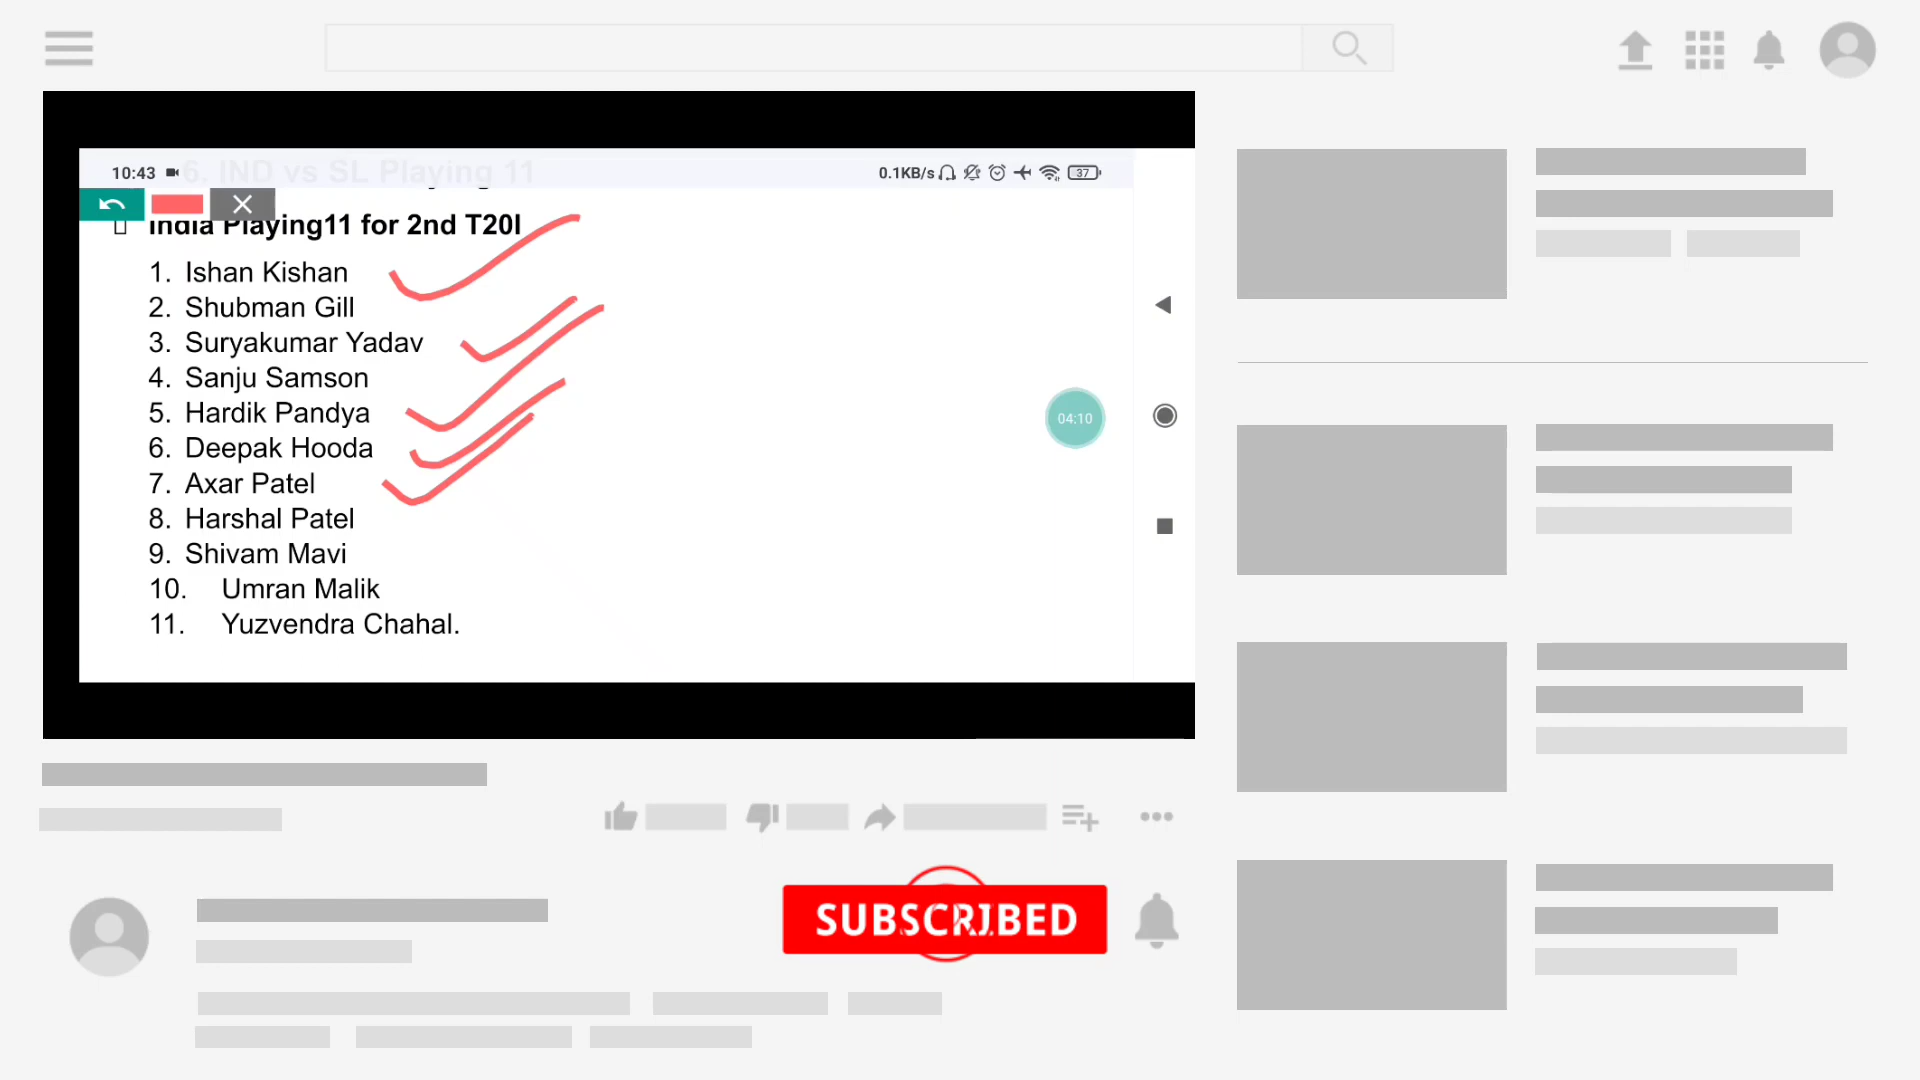 6. IND vs SL Playing 11
10:43
0.1KB/s
37
India Playing11 for 2nd T20I
1. Ishan Kishan
2. Shubman Gill
3. Suryakumar Yadav
4. Sanju Samson
5. Hardik Pandya
6. Deepak Hooda
7. Axar Patel
8. Harshal Patel
9. Shivam Mavi
10. Umran Malik
11. Yuzvendra Chahal.
04:10
SUBSCRIBED